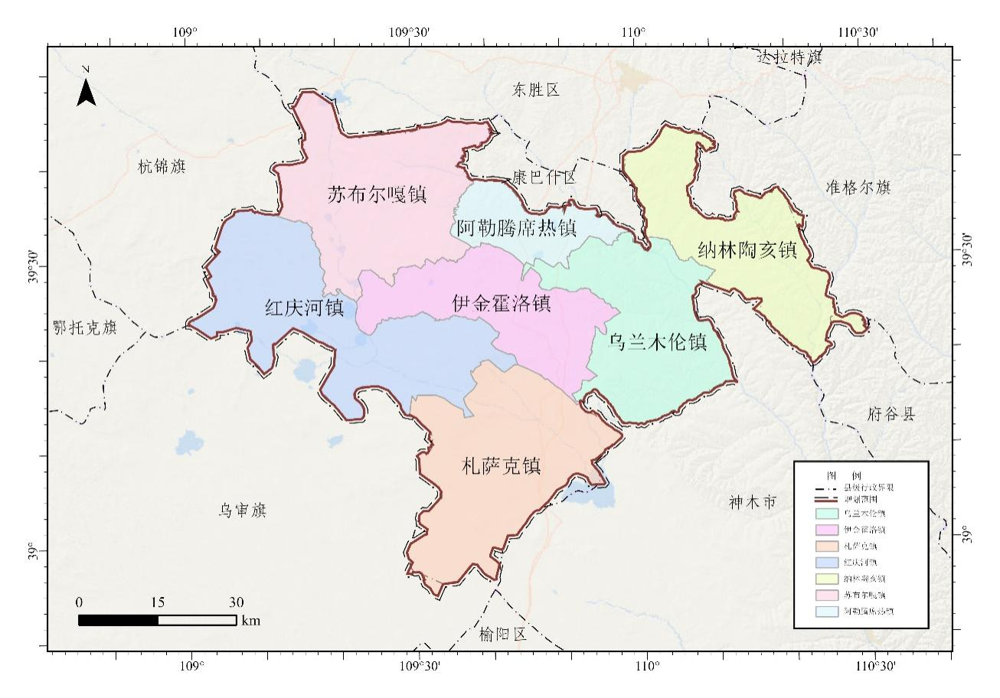 109° 109°30′ 110° 110°30′
达拉特旗
N
东胜区
杭锦旗
康巴什区
准格尔旗
苏布尔嘎镇
阿勒腾席热镇
纳林陶亥镇
39°30′ 39°30′
红庆河镇
伊金霍洛镇
鄂托克旗
乌兰木伦镇
府谷县
札萨克镇
乌审旗
神木市
图 例
县级行政界限
规划范围
乌兰木伦镇
伊金霍洛镇
札萨克镇
红庆河镇
纳林陶亥镇
苏布尔嘎镇
阿勒腾席热镇
39° 39°
0 15 30
km
榆阳区
109° 109°30′ 110° 110°30′